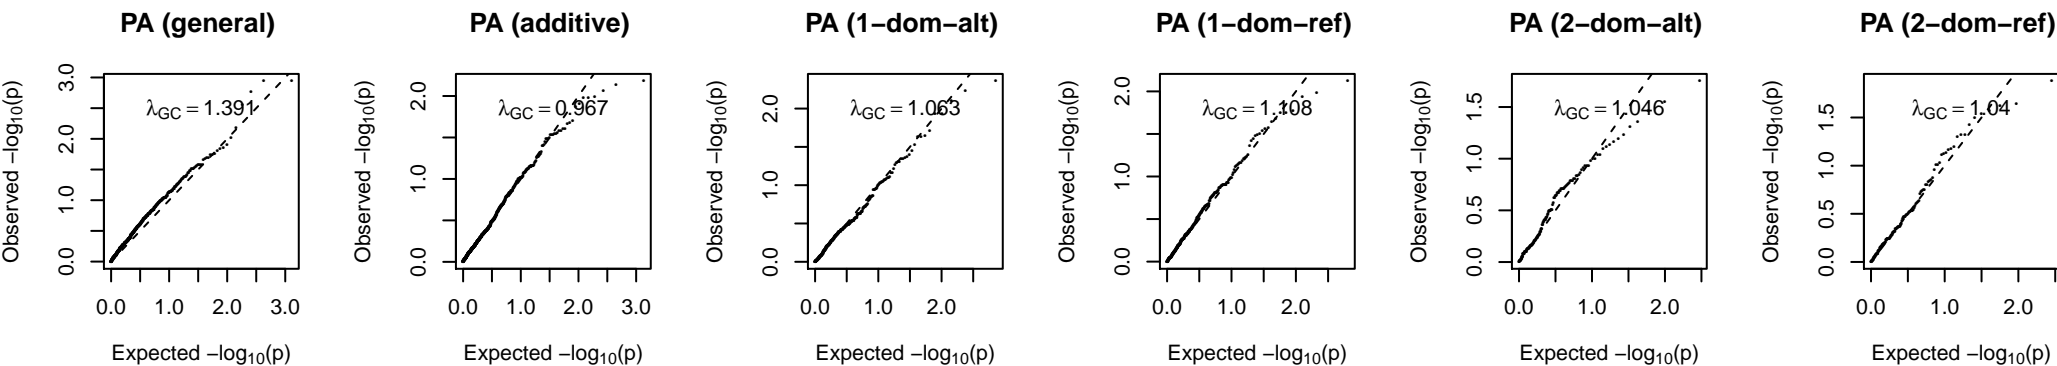 PA (general)
Observed −log10(p)
3.0
2.0
1.0
0.0
λGC = 1.391
0.0 1.0 2.0 3.0
Expected −log10(p)
PA (additive)
Observed −log10(p)
2.0
1.0
0.0
λGC = 0.967
0.0 1.0 2.0 3.0
Expected −log10(p)
PA (1−dom−alt)
Observed −log10(p)
2.0
1.0
0.0
λGC = 1.063
0.0 1.0 2.0
Expected −log10(p)
PA (1−dom−ref)
Observed −log10(p)
2.0
1.0
0.0
λGC = 1.108
0.0 1.0 2.0
Expected −log10(p)
PA (2−dom−alt)
Observed −log10(p)
1.5
1.0
0.5
0.0
λGC = 1.046
0.0 1.0 2.0
Expected −log10(p)
PA (2−dom−ref)
Observed −log10(p)
1.5
1.0
0.5
0.0
λGC = 1.04
0.0 1.0 2.0
Expected −log10(p)